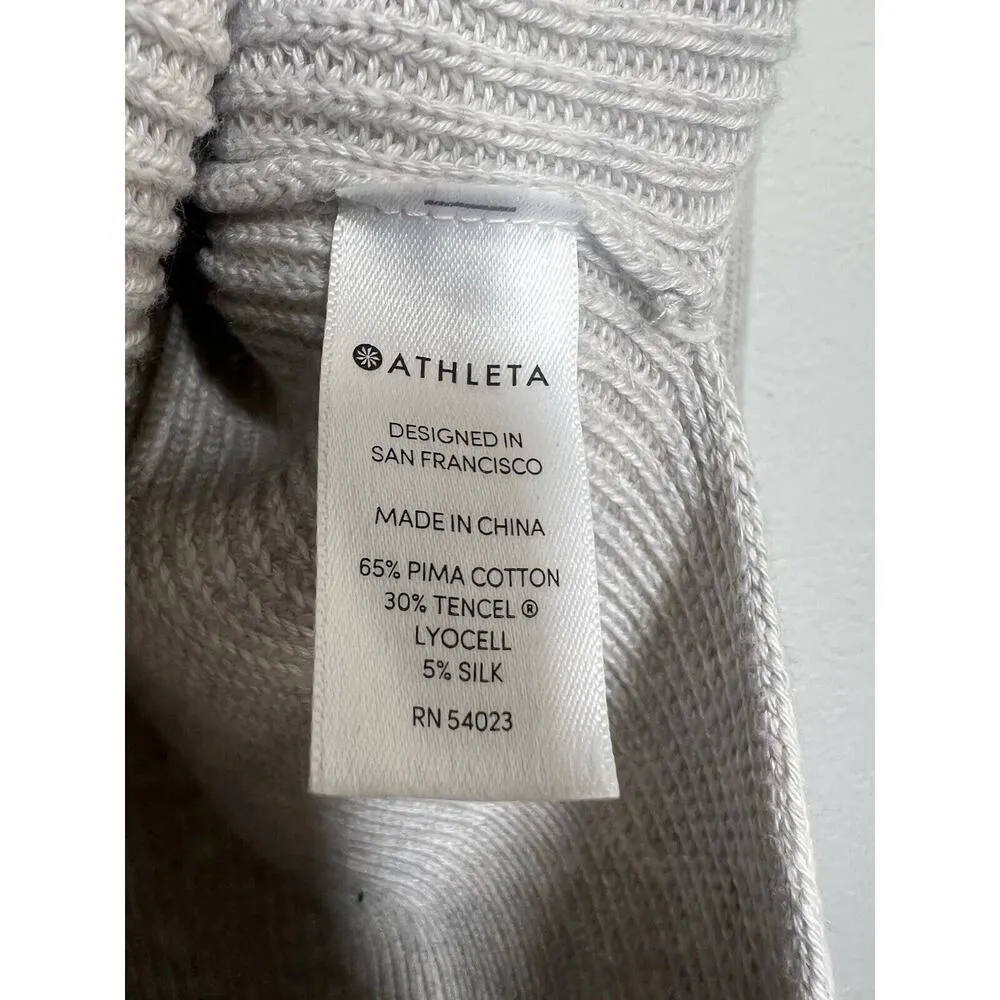 ATHLETA
DESIGNED IN
SAN FRANCISCO
MADE IN CHINA
65% PIMA COTTON
30% TENCEL ®
LYOCELL
5% SILK
RN 54023